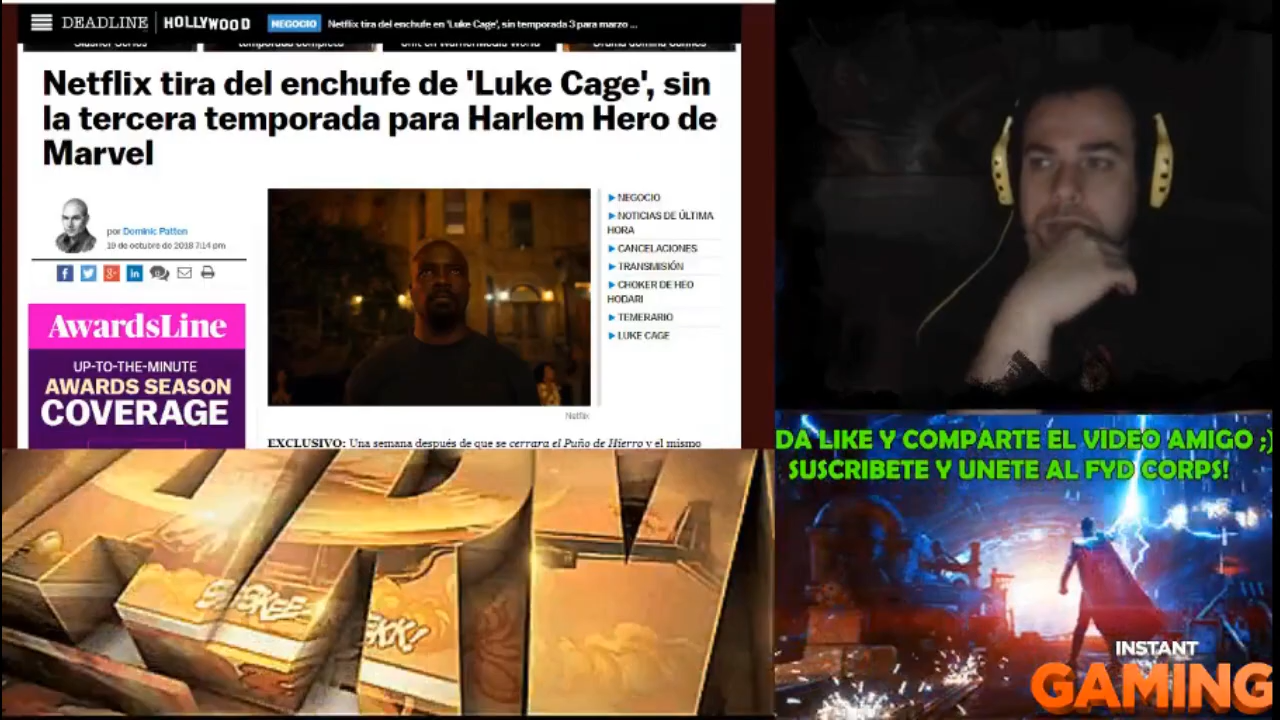 DEADLINE HOLLYWOOD NEGOCIO Netflix tira del enchufe en 'Luke Cage', sin temporada 3 para marzo ...
Netflix tira del enchufe de 'Luke Cage', sin
la tercera temporada para Harlem Hero de
Marvel
por Dominic Patten
19 de octubre de 2018 7:14 pm
AwardsLine
UP-TO-THE-MINUTE
AWARDS SEASON
COVERAGE
Netflix
EXCLUSIVO: Una semana después de que se cerrara el Puño de Hierro y el mismo
NEGOCIO
NOTICIAS DE ÚLTIMA
HORA
CANCELACIONES
TRANSMISIÓN
CHOKER DE HEO
HODARI
TEMERARIO
LUKE CAGE
DA LIKE Y COMPARTE EL VIDEO AMIGO ;)
SUSCRIBETE Y UNETE AL FYD CORPS!
INSTANT
GAMING